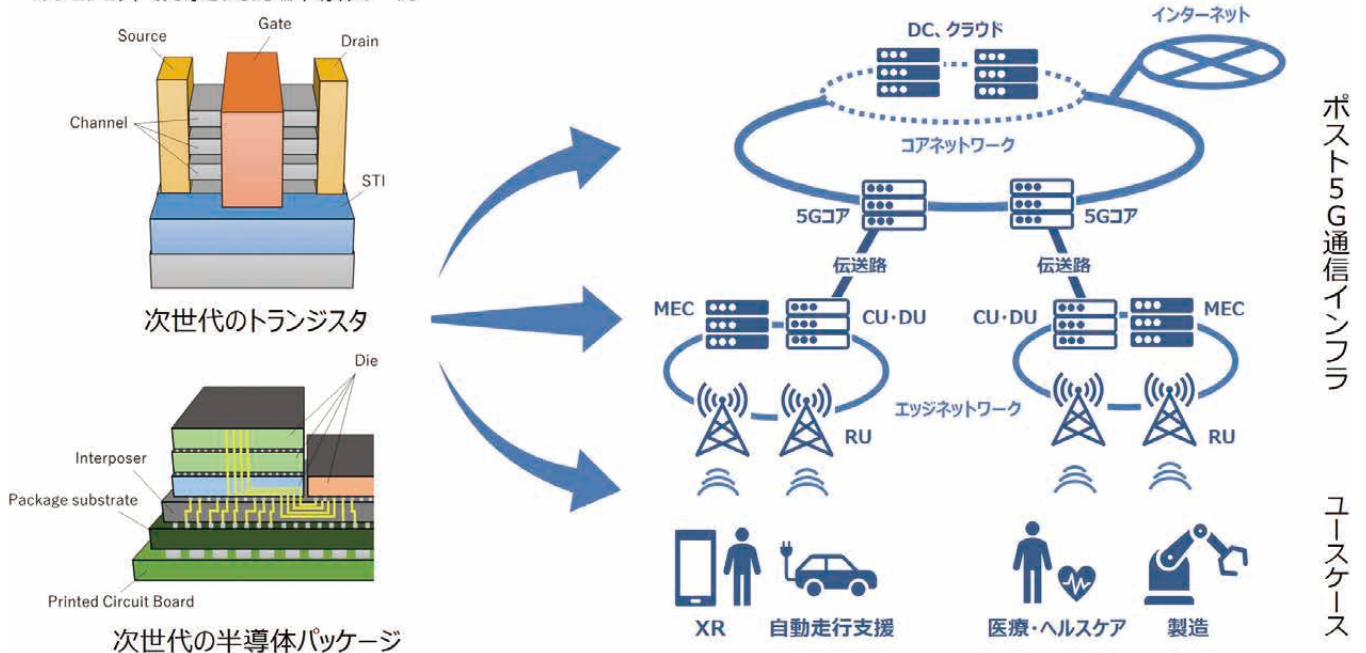 Gate
Source
Drain
Channel
STI
次世代のトランジスタ
Die
Interposer
Package substrate
Printed Circuit Board
次世代の半導体パッケージ
インターネット
DC、クラウド
コアネットワーク
5Gコア
5Gコア
伝送路
伝送路
MEC
CU・DU
CU・DU
MEC
エッジネットワーク
RU
RU
XR
自動走行支援
医療・ヘルスケア
製造
ポスト5G通信インフラ
ユースケース